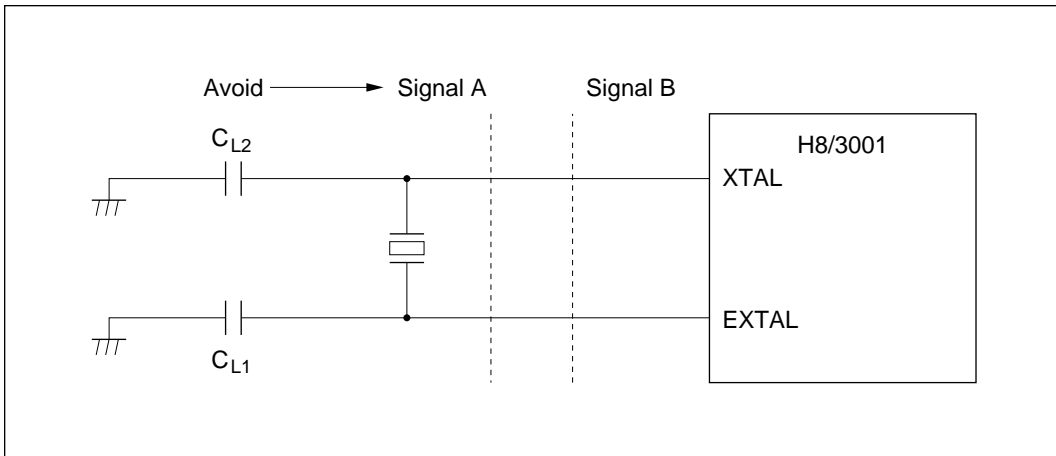 Avoid Signal A Signal B
H8/3001
CL2
XTAL
EXTAL
CL1